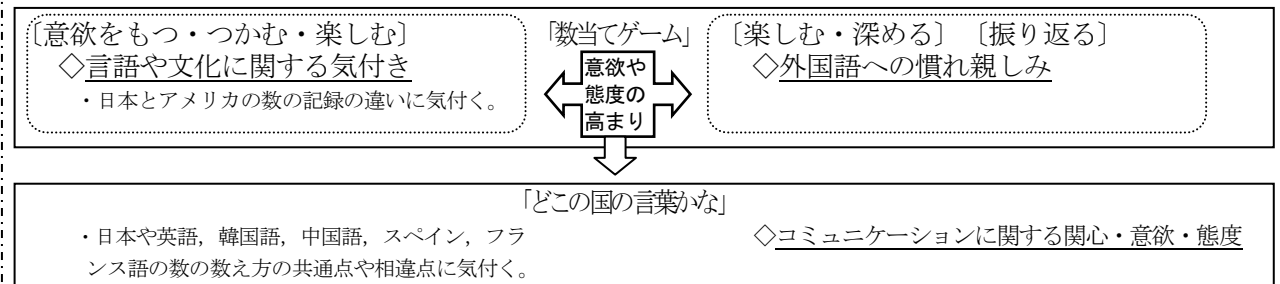 「数当てゲーム」
〔意欲をもつ・つかむ・楽しむ〕
◇言語や文化に関する気付き
・日本とアメリカの数の記録の違いに気付く。
意欲や
態度の
高まり
〔楽しむ・深める〕〔振り返る〕
◇外国語への慣れ親しみ
「どこの国の言葉かな」
・日本や英語，韓国語，中国語，スペイン，フラ
ンス語の数の数え方の共通点や相違点に気付く。
◇コミュニケーションに関する関心・意欲・態度